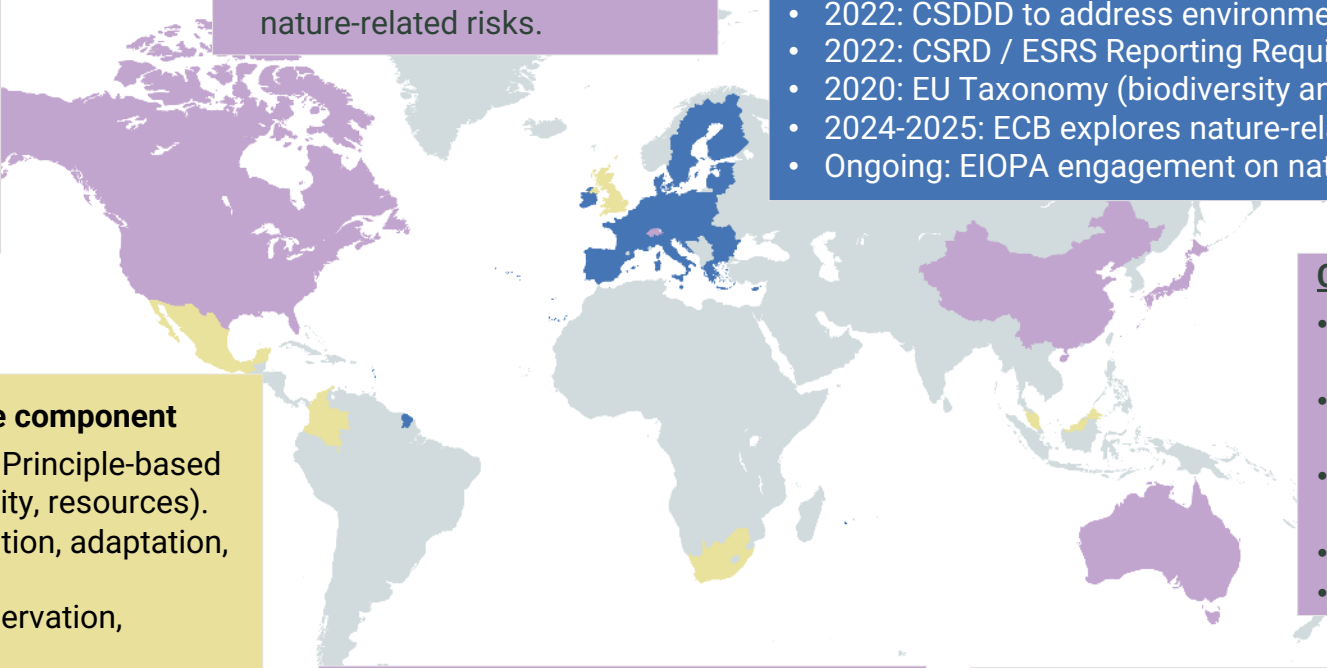 nature-related risks.
• 2022: CSDDD to address environme
• 2022: CSRD / ESRS Reporting Requi
• 2020: EU Taxonomy (biodiversity an
• 2024-2025: ECB explores nature-rel
• Ongoing: EIOPA engagement on nat
e component
Principle-based
ity, resources).
tion, adaptation,
ervation,
•
•
•
•
•